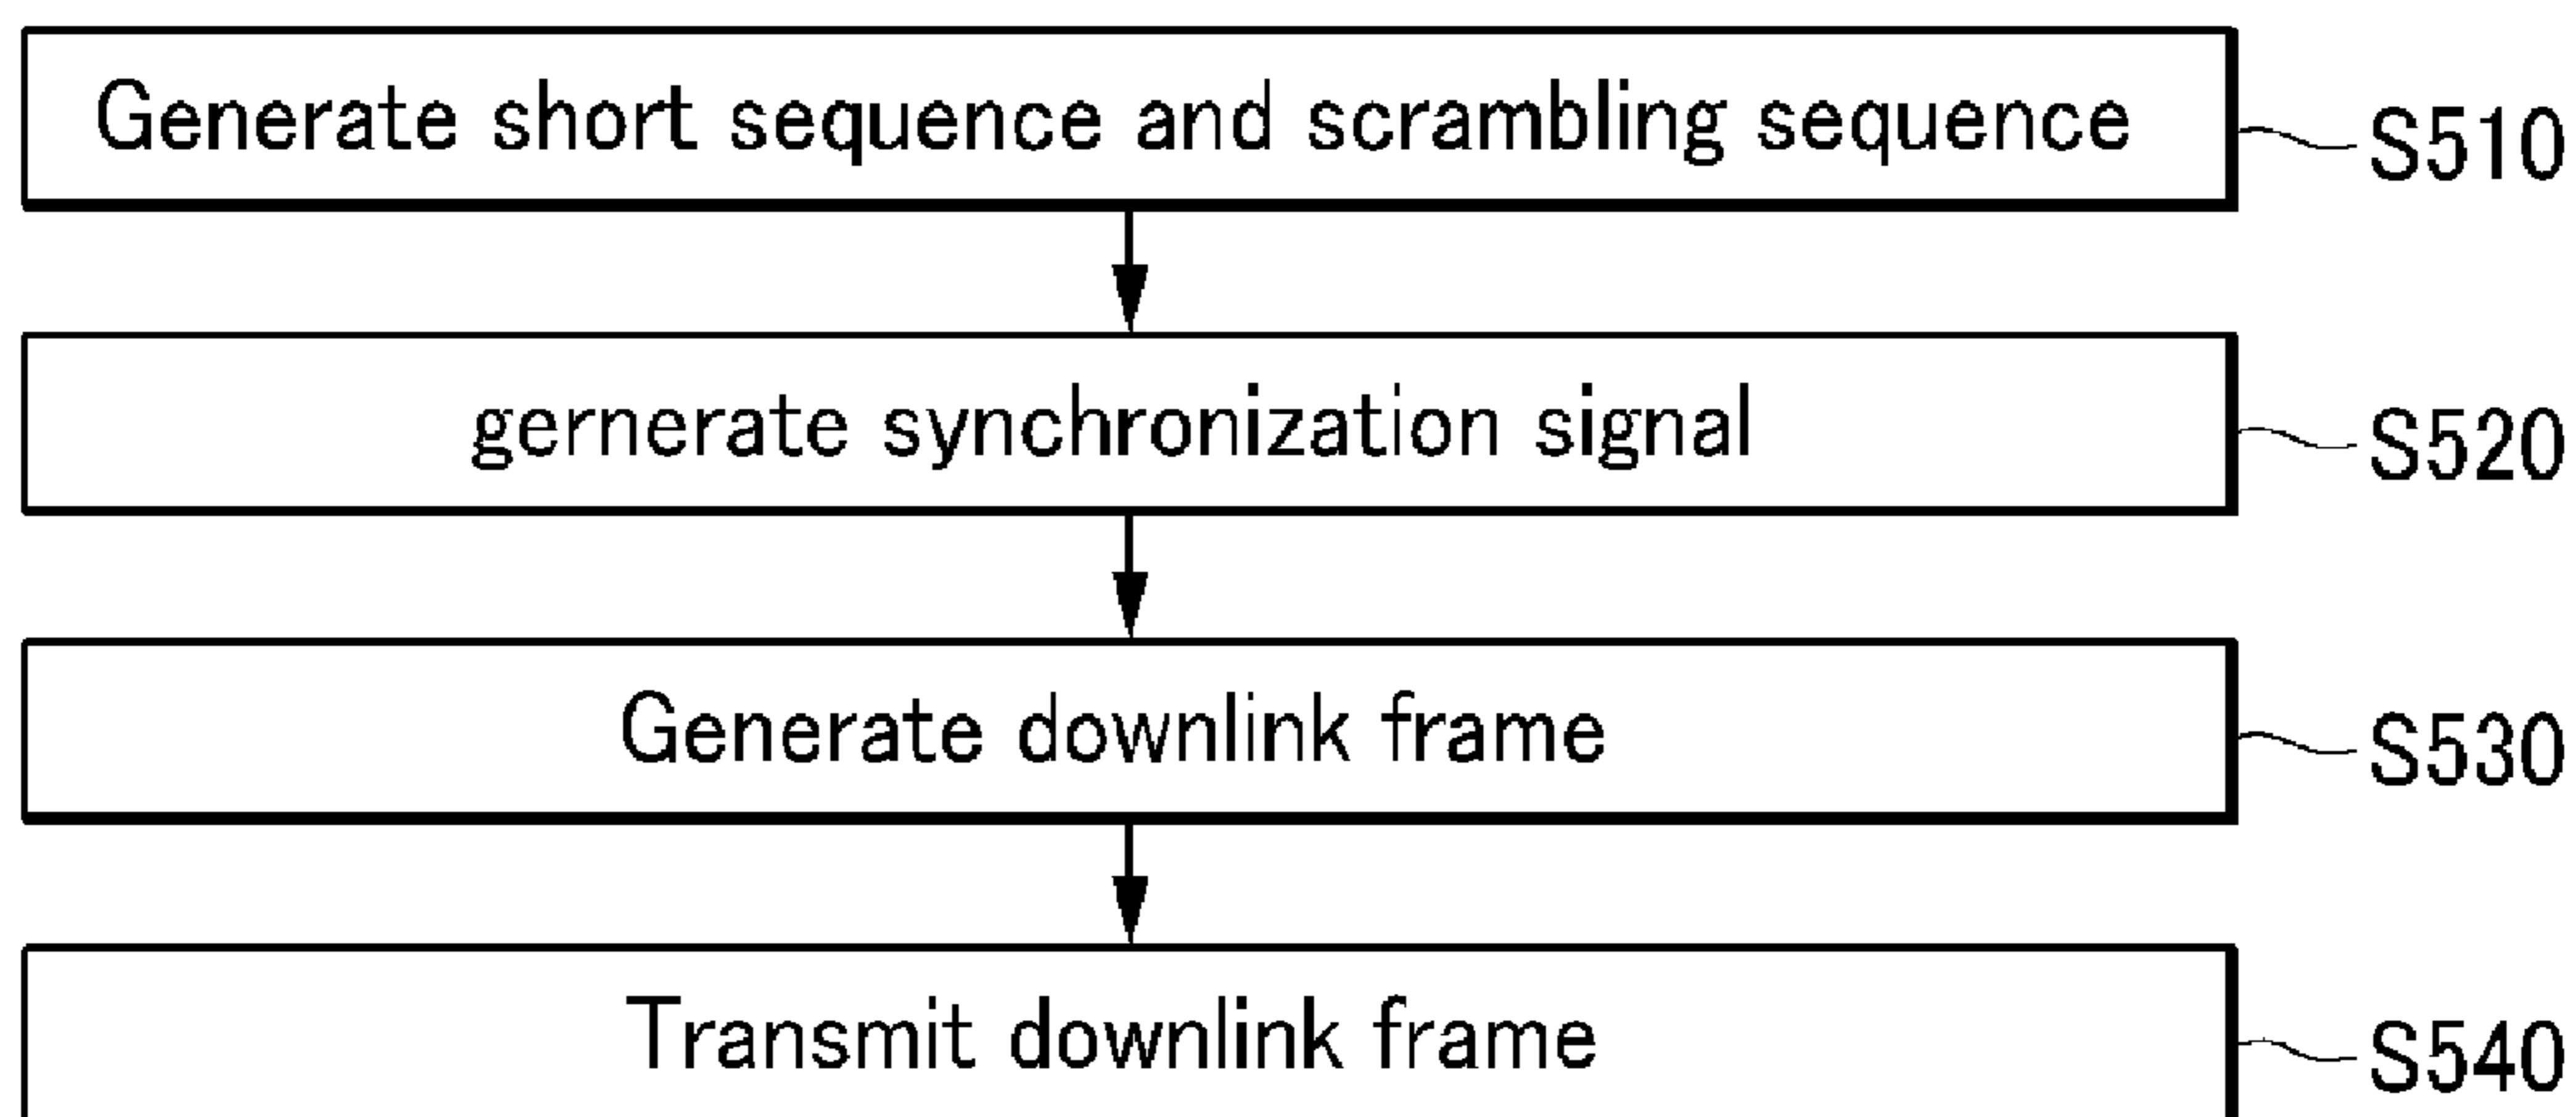 Generate short sequence and scrambling sequence S510
gernerate synchronization signal S520
Generate downlink frame S530
Transmit downlink frame S540